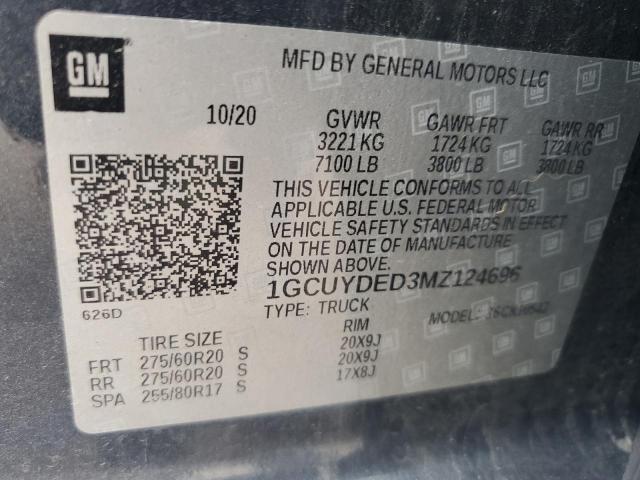 GM
MFD BY GENERAL MOTORS LLC
10/20 GVWR GAWR FRT GAWR RR
3221 KG 1724 KG 1724 KG
7100 LB 3800 LB 3800 LB
THIS VEHICLE CONFORMS TO ALL
APPLICABLE U.S. FEDERAL MOTOR
VEHICLE SAFETY STANDARDS IN EFFECT
ON THE DATE OF MANUFACTURE
SHOWN ABOVE.
1GCUYDED3MZ124696
626D
TYPE: TRUCK MODEL:
TIRE SIZE RIM
FRT 275/60R20 S 20X9J
RR 275/60R20 S 20X9J
SPA 255/80R17 S 17X8J